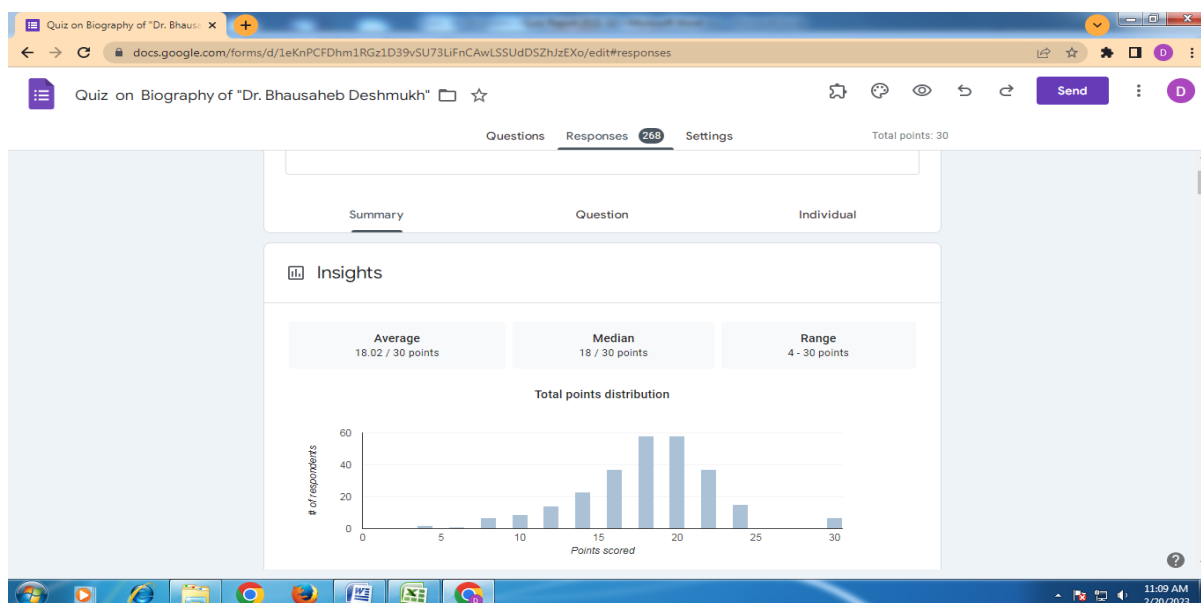 Quiz on Biography of "Dr. Bhaus
docs.google.com/forms/d/1eKnPCFDhm1RGz1D39vSU73LiFnCAwLSSUdDSZhJzEXo/edit#responses
D
Quiz on Biography of "Dr. Bhausaheb Deshmukh"
Send
D
Questions Responses 268 Settings Total points: 30
Summary Question Individual
Insights
Average Median Range
18.02 / 30 points 18 / 30 points 4 - 30 points
Total points distribution
60
40
20
0
# of respondents
0 5 10 15 20 25 30
Points scored
11:09 AM
2/20/2023